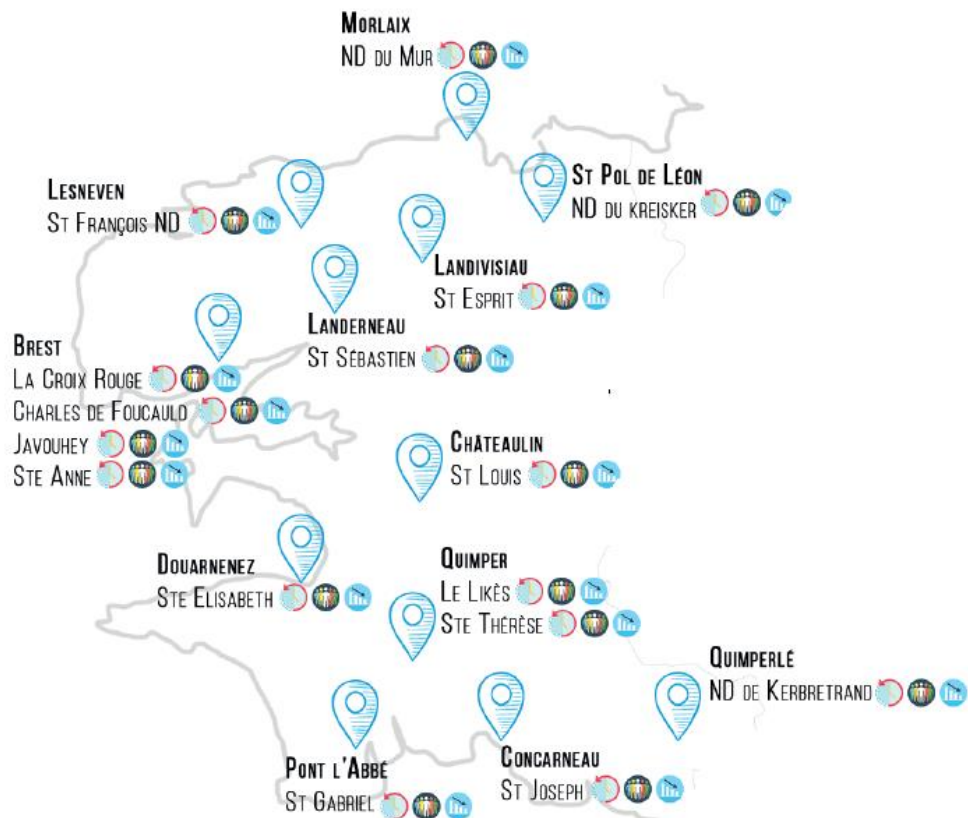 Morlaix
ND du Mur
St Pol de Léon
ND du kreisker
Lesneven
St François ND
Landivisiau
St Esprit
Landerneau
St Sébastien
Brest
La Croix Rouge
Charles de Foucauld
Javouhey
Ste Anne
Châteaulin
St Louis
Douarnenez
Ste Elisabeth
Quimper
Le Likès
Ste Thérèse
Quimperlé
ND de Kerbretrand
Concarneau
St Joseph
Pont l'Abbé
St Gabriel